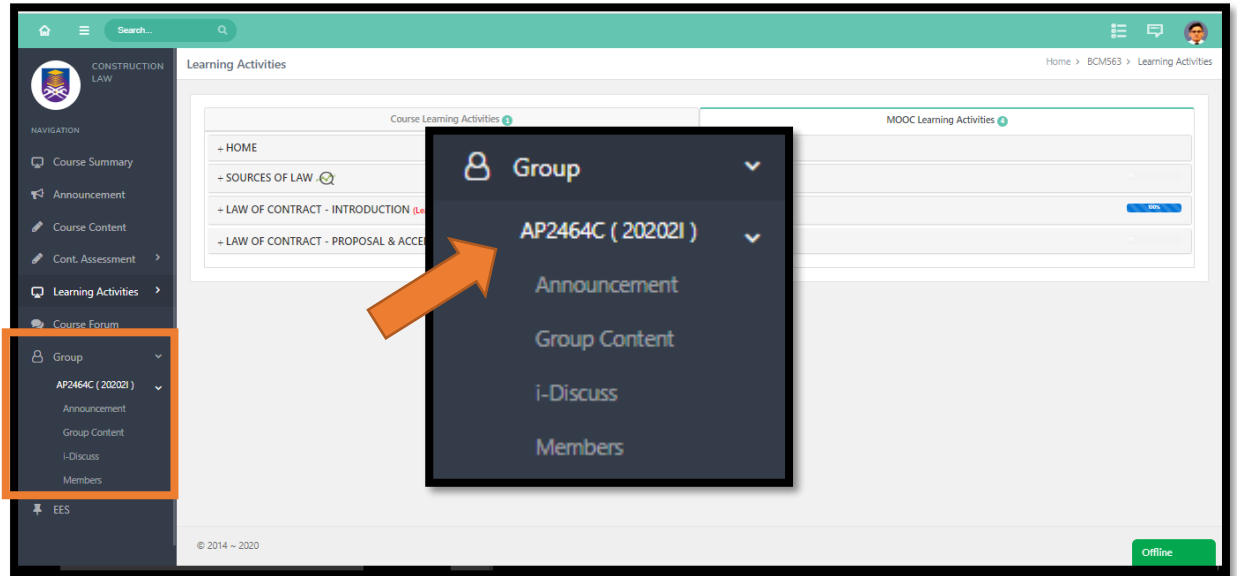 Search...
CONSTRUCTION
LAW
Learning Activities
Home > BCM563 > Learning Activities
NAVIGATION
Course Summary
Announcement
Course Content
Cont. Assessment >
Learning Activities >
Course Forum
Group
AP2464C ( 20202I )
Announcement
Group Content
i-Discuss
Members
EES
Course Learning Activities 1
MOOC Learning Activities 4
+ HOME
+ SOURCES OF LAW
+ LAW OF CONTRACT - INTRODUCTION
100%
+ LAW OF CONTRACT - PROPOSAL &
Group
AP2464C ( 20202I )
Announcement
Group Content
i-Discuss
Members
© 2014 ~ 2020
Offline